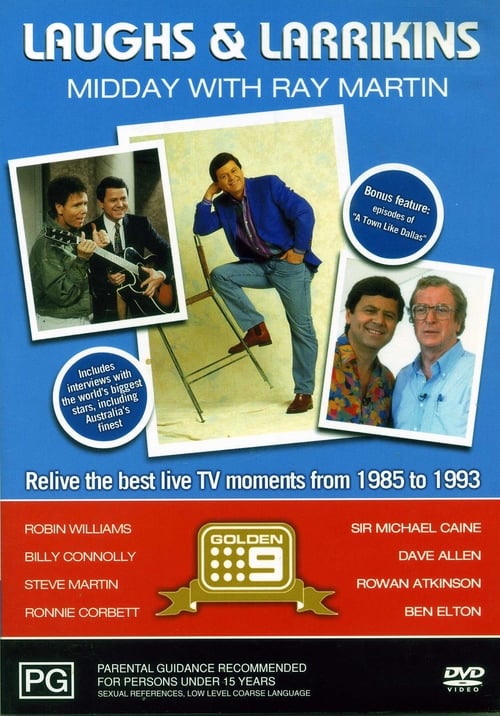 LAUGHS & LARRIKINS
MIDDAY WITH RAY MARTIN
Bonus feature:
episodes of
"A Town Like Dallas"
Includes
interviews with
the world's biggest
stars, including
Australia's
finest
Relive the best live TV moments from 1985 to 1993
ROBIN WILLIAMS
BILLY CONNOLLY
STEVE MARTIN
RONNIE CORBETT
GOLDEN
9
SIR MICHAEL CAINE
DAVE ALLEN
ROWAN ATKINSON
BEN ELTON
PG
PARENTAL GUIDANCE RECOMMENDED
FOR PERSONS UNDER 15 YEARS
SEXUAL REFERENCES, LOW LEVEL COARSE LANGUAGE
DVD
VIDEO